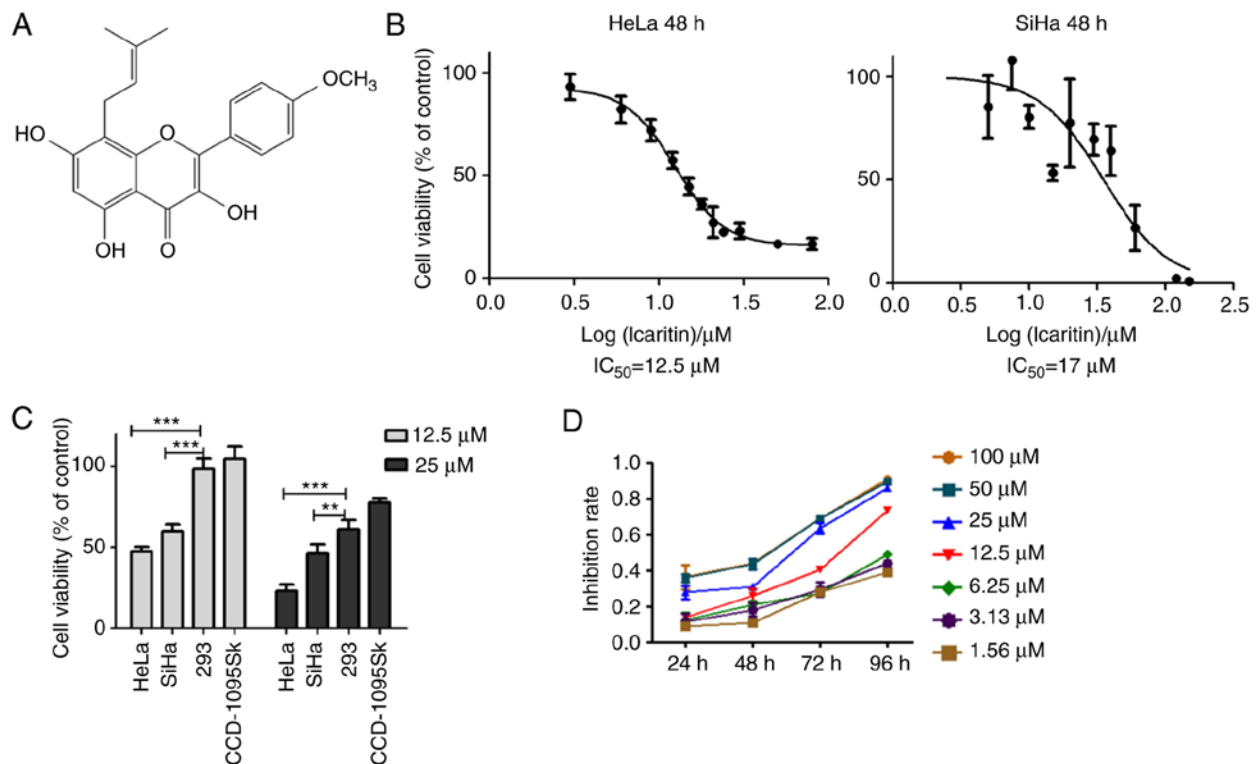 A
OCH3
HO
O
OH
OH
O
B
HeLa 48 h
Cell viability (% of control)
100
50
0
0.0 0.5 1.0 1.5 2.0
Log (Icaritin)/μM
IC50=12.5 μM
SiHa 48 h
100
50
0
0.0 0.5 1.0 1.5 2.0 2.5
Log (Icaritin)/μM
IC50=17 μM
C
Cell viability (% of control)
100
50
0
***
***
***
**
12.5 μM
25 μM
HeLa
SiHa
293
CCD-1095Sk
HeLa
SiHa
293
CCD-1095Sk
D
Inhibition rate
1.0
0.8
0.6
0.4
0.2
0.0
24 h 48 h 72 h 96 h
100 μM
50 μM
25 μM
12.5 μM
6.25 μM
3.13 μM
1.56 μM